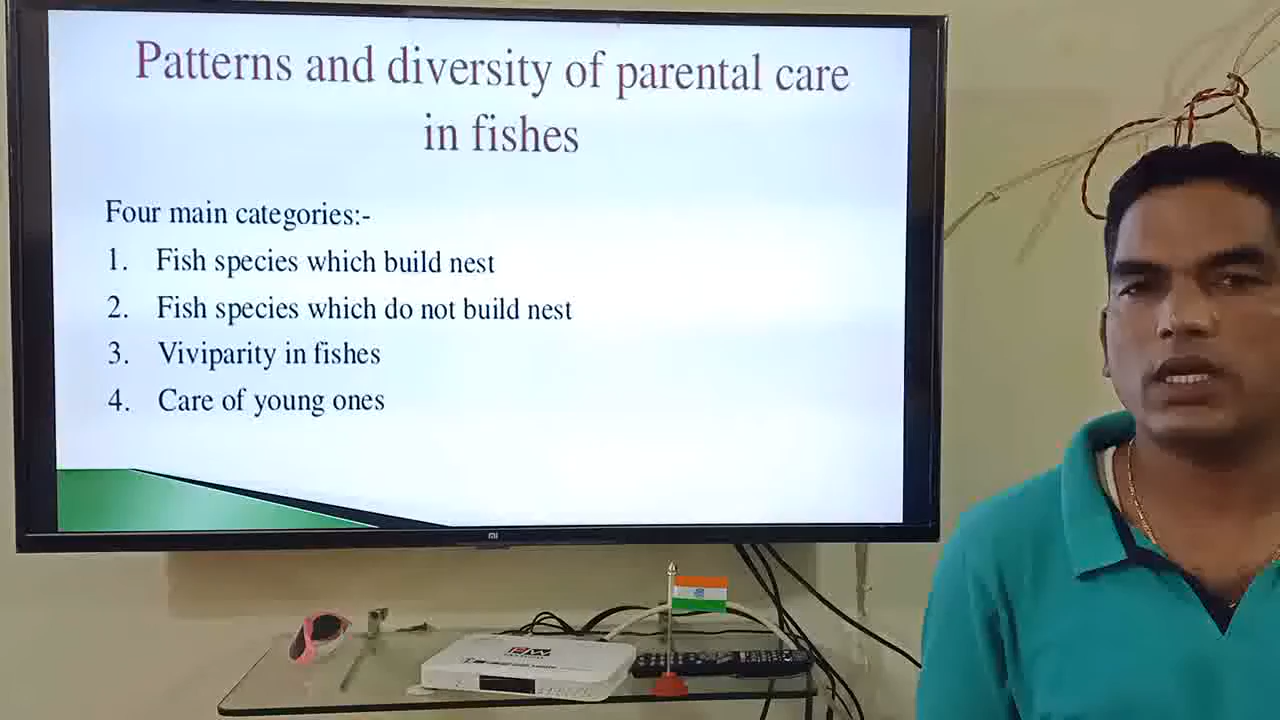 Patterns and diversity of parental care
in fishes
Four main categories:-
1. Fish species which build nest
2. Fish species which do not build nest
3. Viviparity in fishes
4. Care of young ones
mi